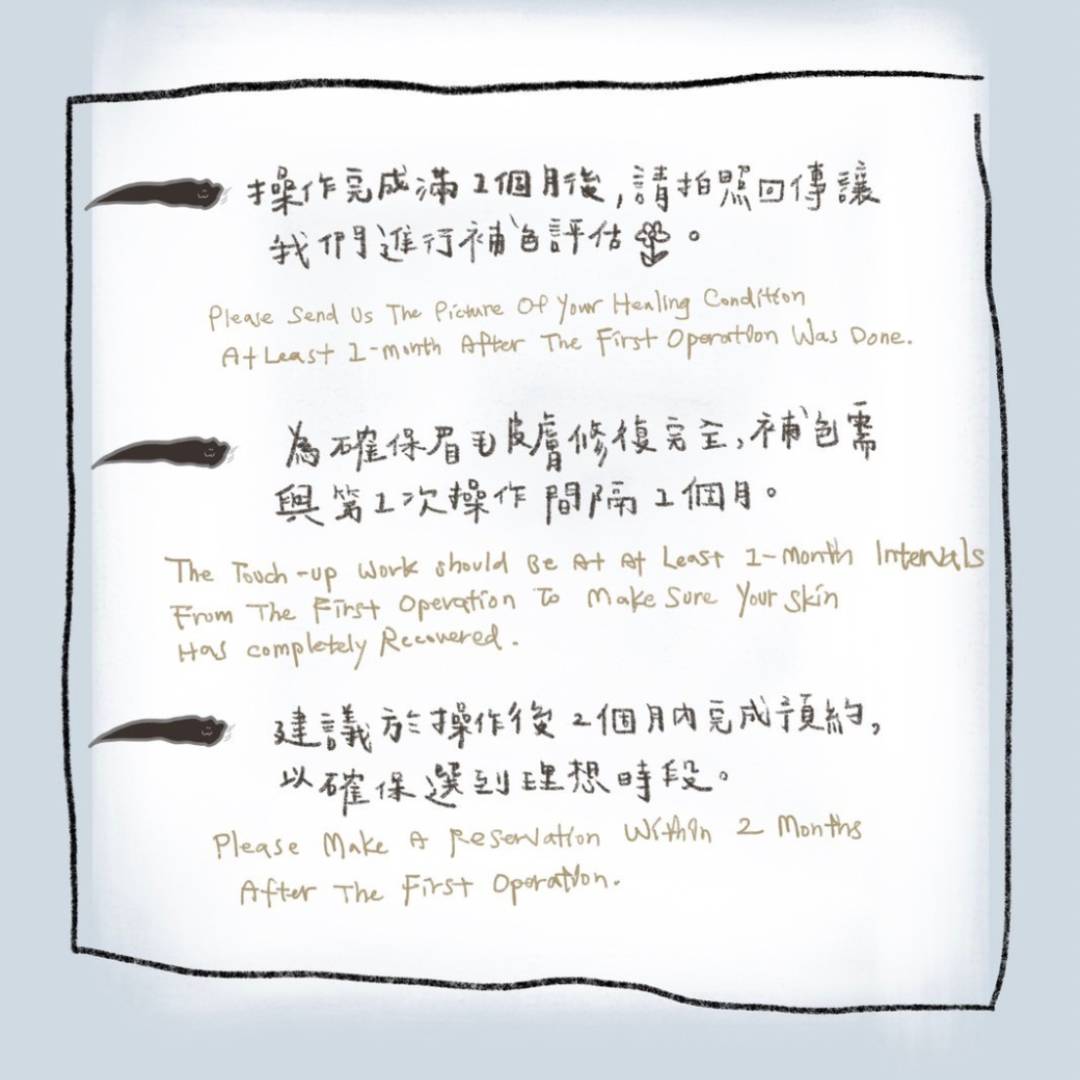 操作完成滿1個月後,請拍照回傳讓
我們進行補色評估。
Please Send Us The Picture Of Your Healing Condition
At Least 1-month After The First Operation Was Done.
為確保眉毛皮膚修復完全,補色需
與第1次操作間隔1個月。
The Touch-up Work should Be At At Least 1-Month Intervals
From The First Operation To Make Sure Your Skin
Has completely Recovered.
建議於操作後2個月內完成預約,
以確保選到理想時段。
Please Make A Reservation Within 2 Months
After The First Operation.